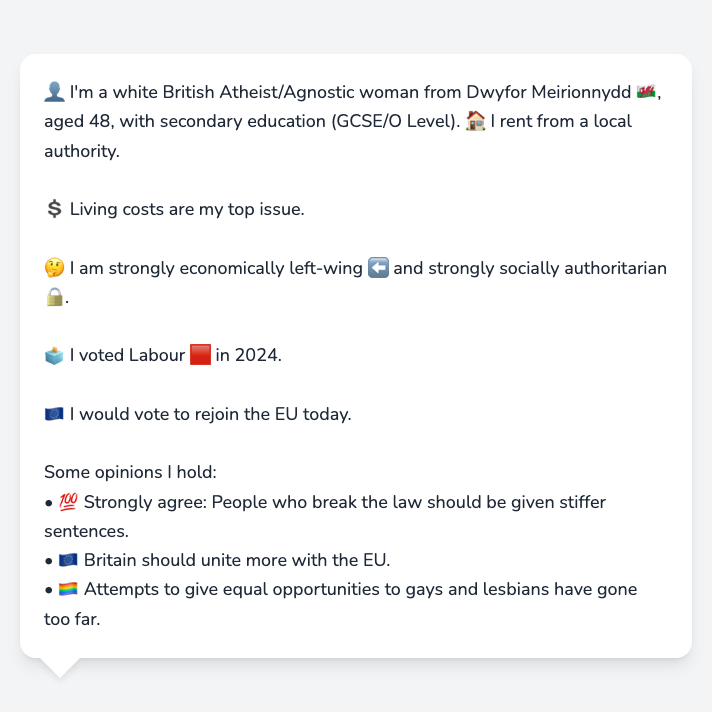 👤 I'm a white British Atheist/Agnostic woman from Dwyfor Meirionnydd 🏴󠁧󠁢󠁷󠁬󠁳󠁿,
aged 48, with secondary education (GCSE/O Level). 🏠 I rent from a local
authority.
💲 Living costs are my top issue.
🤔 I am strongly economically left-wing ⬅️ and strongly socially authoritarian
🔒.
🗳️ I voted Labour 🟥 in 2024.
🇪🇺 I would vote to rejoin the EU today.
Some opinions I hold:
• 💯 Strongly agree: People who break the law should be given stiffer
sentences.
• 🇪🇺 Britain should unite more with the EU.
• 🏳️‍🌈 Attempts to give equal opportunities to gays and lesbians have gone
too far.